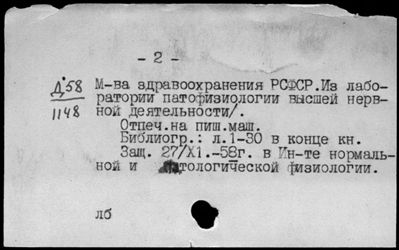 - 2 -
Д 58
1148
М-ва здравоохранения РСФСР.Из лабо-
ратории патофизиологии высшей нерв-
ной деятельности/.
Отпеч.на пиш.маш.
Библиогр.: л.1-30 в конце кн.
Защ. 27/XI.-58г. в Ин-те нормаль-
ной и патологической физиологии.
лб